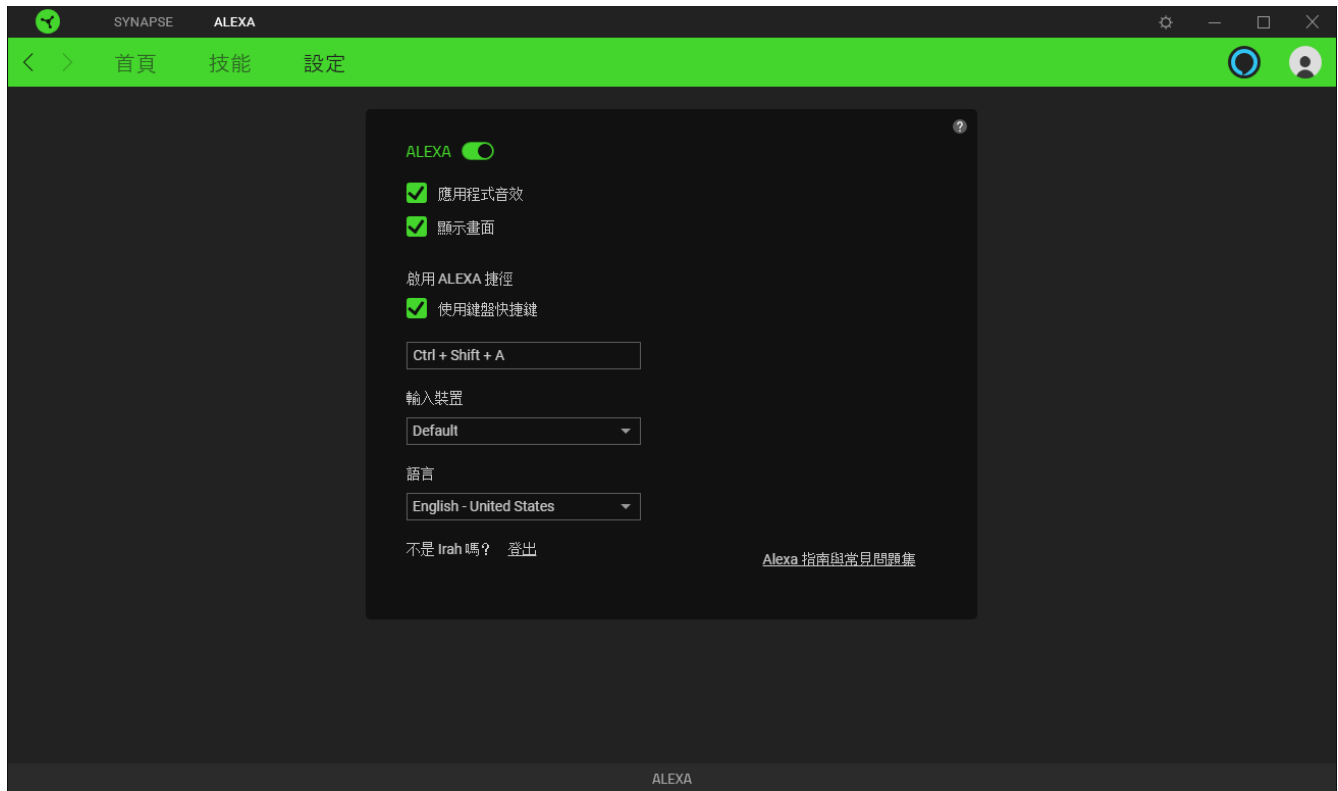 SYNAPSE ALEXA
首頁 技能 設定
ALEXA
應用程式音效
顯示畫面
啟用 ALEXA 捷徑
使用鍵盤快捷鍵
Ctrl + Shift + A
輸入裝置
Default
語言
English - United States
不是 Irah 嗎? 登出
Alexa 指南與常見問題集
ALEXA